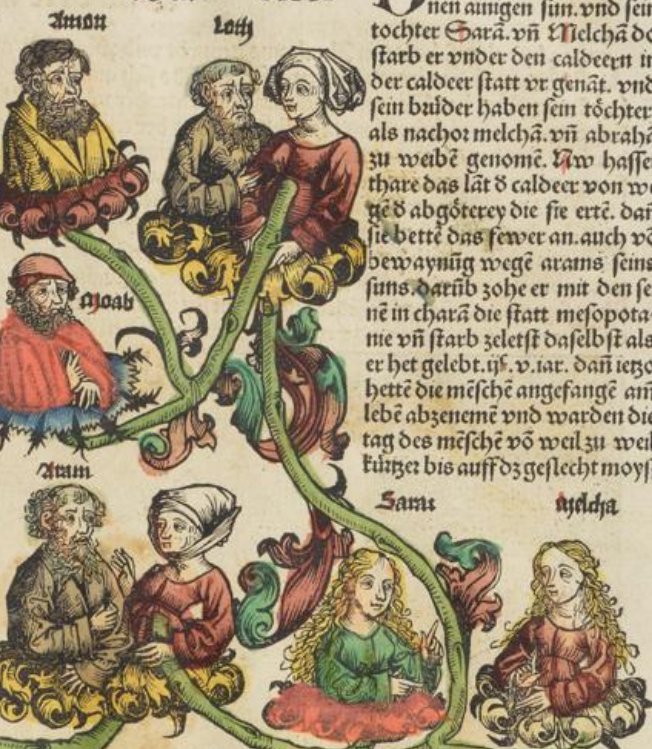 Amon
Loth
nen ainigen sun. vnd sein
tochter Sarā. vñ Melchā do
starb er vnder den caldeern in
der caldeer statt vr genāt. vnd
sein brüder haben sein töchter
als nachor melchā. vñ abrahā
zu weibē genomē. Nw hasset
thare das lāt d caldeer von we
gē d abgöterey die sie ertē. dañ
sie bettē das fewer an. auch vō
bewaynūg wegē arams seins
suns. darūb zohe er mit den se
nē in charā die statt mesopota⸗
nie vñ starb zeletst daselbst als
er het gelebt. ijᶜ. v. iar. dañ ietzo
hettē die mēschē angefangē am
lebē abzenemē vnd warden die
tag des mēschē vō weil zu weil
kürtzer bis auff dz geslecht moys
Moab
Aram
Sarai
Melcha